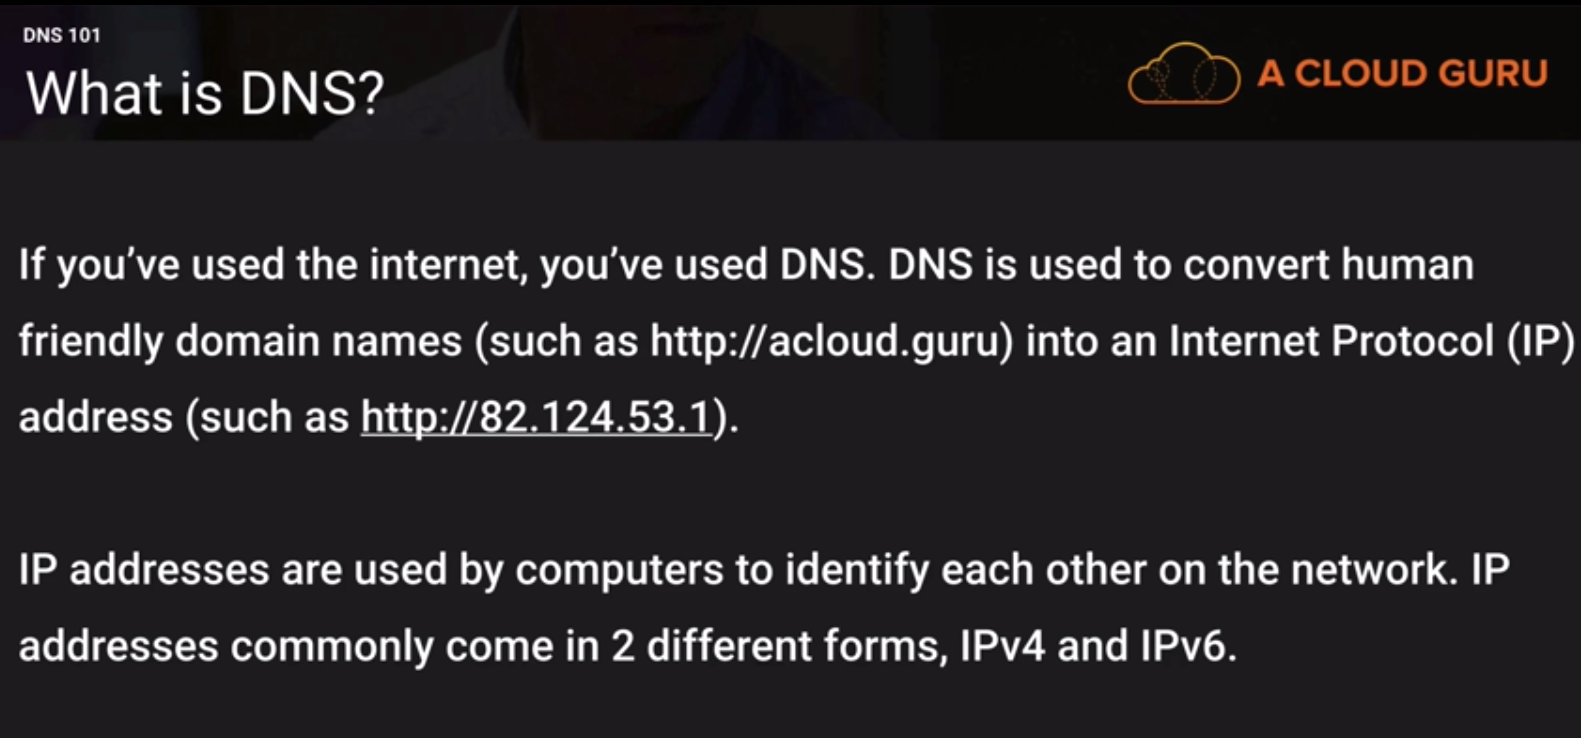 DNS 101
What is DNS?
A CLOUD GURU
If you’ve used the internet, you’ve used DNS. DNS is used to convert human
friendly domain names (such as http://acloud.guru) into an Internet Protocol (IP)
address (such as http://82.124.53.1).
IP addresses are used by computers to identify each other on the network. IP
addresses commonly come in 2 different forms, IPv4 and IPv6.